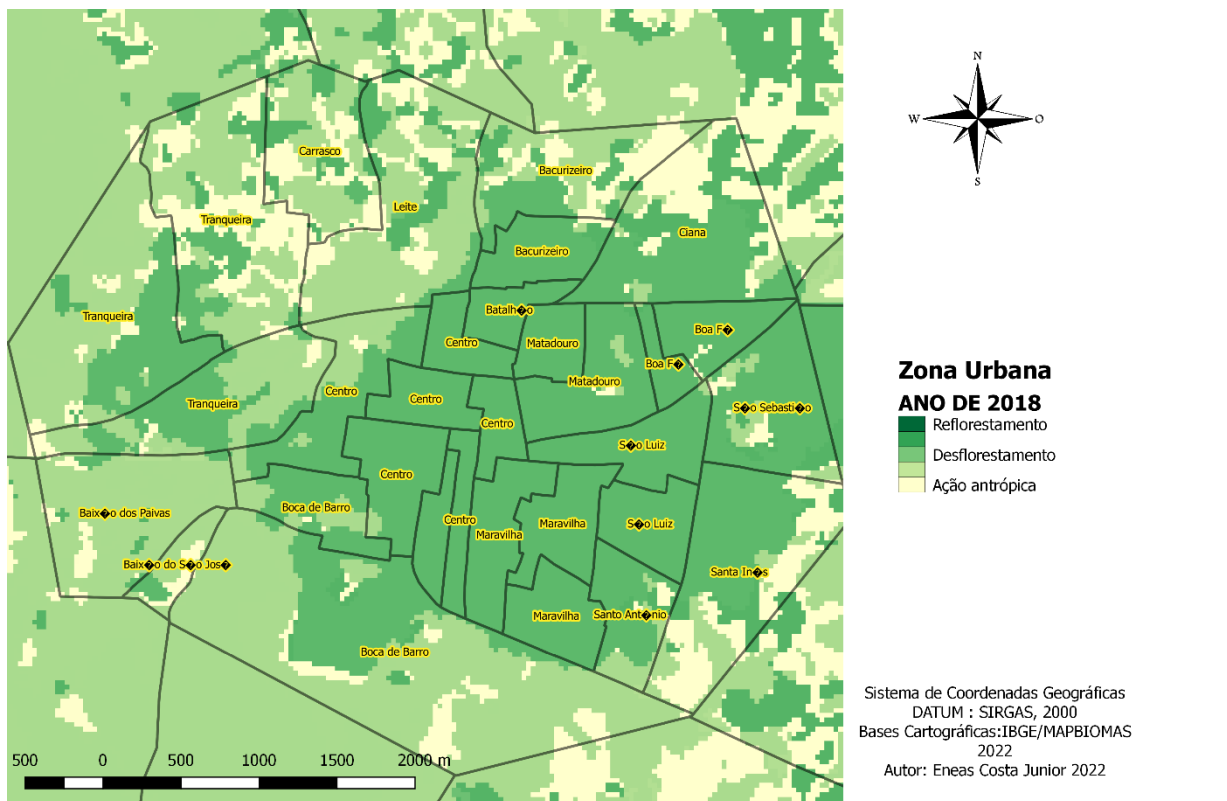 N
W
O
S
Carrasco
Bacurizeiro
Leite
Tranqueira
Ciana
Bacurizeiro
Batalh�o
Tranqueira
Boa F�
Centro
Matadouro
Boa F�
Matadouro
Centro
Centro
Tranqueira
S�o Sebasti�o
Centro
S�o Luiz
Centro
Boca de Barro
Baix�o dos Paivas
Centro
Maravilha
S�o Luiz
Maravilha
Baix�o do S�o Jos�
Santa In�s
Maravilha
Santo Ant�nio
Boca de Barro
500 0 500 1000 1500 2000 m
Zona Urbana
ANO DE 2018
Reflorestamento
Desflorestamento
Ação antrópica
Sistema de Coordenadas Geográficas
DATUM : SIRGAS, 2000
Bases Cartográficas:IBGE/MAPBIOMAS
2022
Autor: Eneas Costa Junior 2022